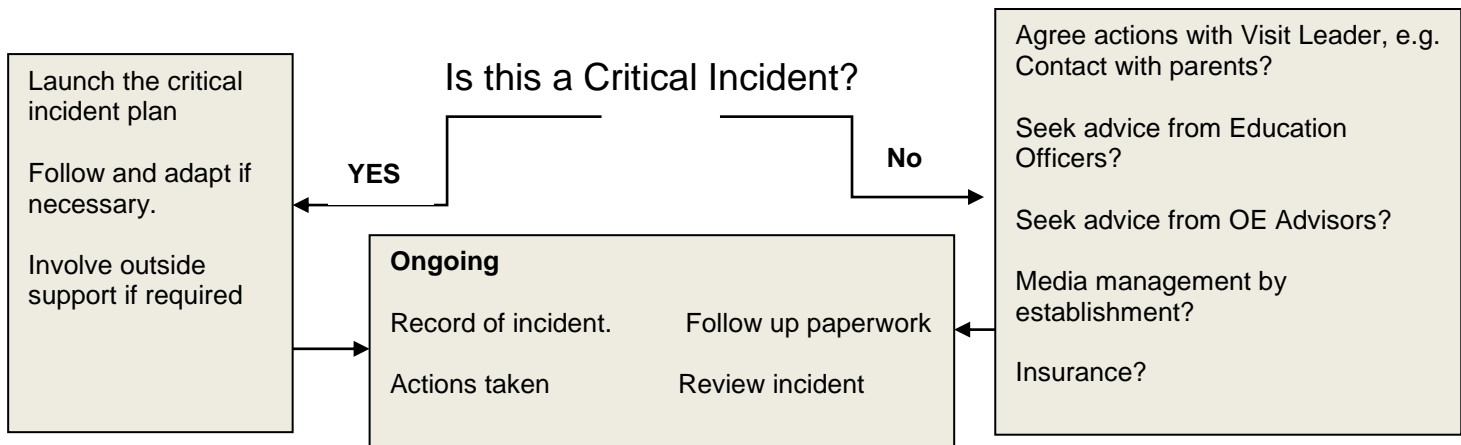 Is this a Critical Incident?
YES
No
Launch the critical
incident plan
Follow and adapt if
necessary.
Involve outside
support if required
Agree actions with Visit Leader, e.g.
Contact with parents?
Seek advice from Education
Officers?
Seek advice from OE Advisors?
Media management by
establishment?
Insurance?
Ongoing
Record of incident. Follow up paperwork
Actions taken Review incident